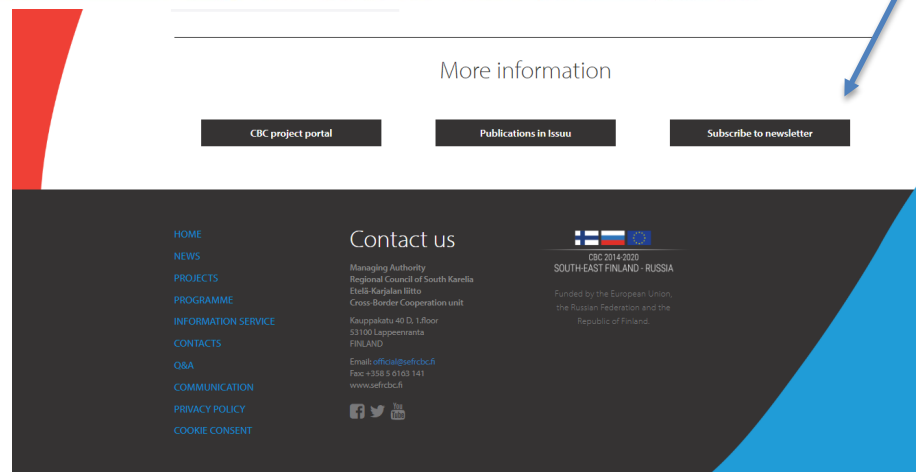 More information
CBC project portal
Publications in Issuu
Subscribe to newsletter
HOME
NEWS
PROJECTS
PROGRAMME
INFORMATION SERVICE
CONTACTS
Q&A
COMMUNICATION
PRIVACY POLICY
COOKIE CONSENT
Contact us
Managing Authority
Regional Council of South Karelia
Etelä-Karjalan liitto
Cross-Border Cooperation unit
Kauppakatu 40 D, 1.floor
53100 Lappeenranta
FINLAND
Email: official@sefrcbc.fi
Fax: +358 5 6163 141
www.sefrcbc.fi
You
Tube
CBC 2014-2020
SOUTH-EAST FINLAND - RUSSIA
Funded by the European Union,
the Russian Federation and the
Republic of Finland.